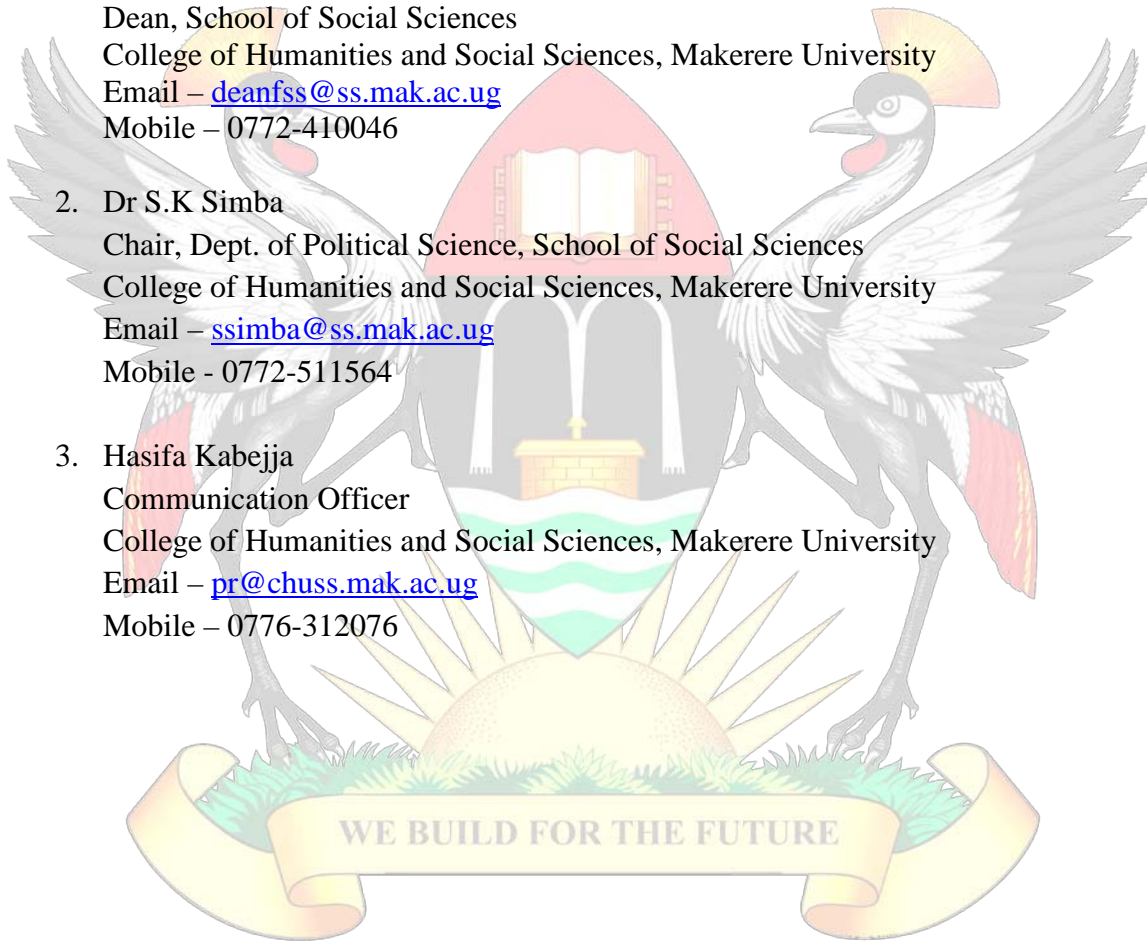 Dean, School of Social Sciences
College of Humanities and Social Sciences, Makerere University
Email – deanfss@ss.mak.ac.ug
Mobile – 0772-410046
2. Dr S.K Simba
Chair, Dept. of Political Science, School of Social Sciences
College of Humanities and Social Sciences, Makerere University
Email – ssimba@ss.mak.ac.ug
Mobile - 0772-511564
3. Hasifa Kabejja
Communication Officer
College of Humanities and Social Sciences, Makerere University
Email – pr@chuss.mak.ac.ug
Mobile – 0776-312076
WE BUILD FOR THE FUTURE